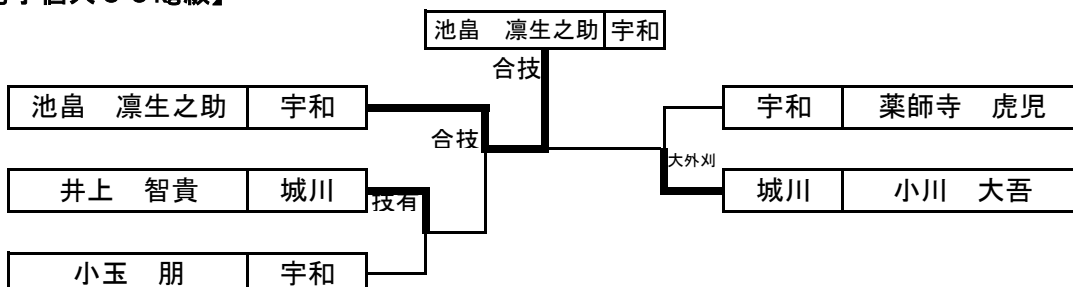 池畠 凛生之助 宇和
合技
池畠 凛生之助 宇和
宇和 薬師寺 虎児
合技
大外刈
井上 智貴 城川
技有
城川 小川 大吾
小玉 朋 宇和